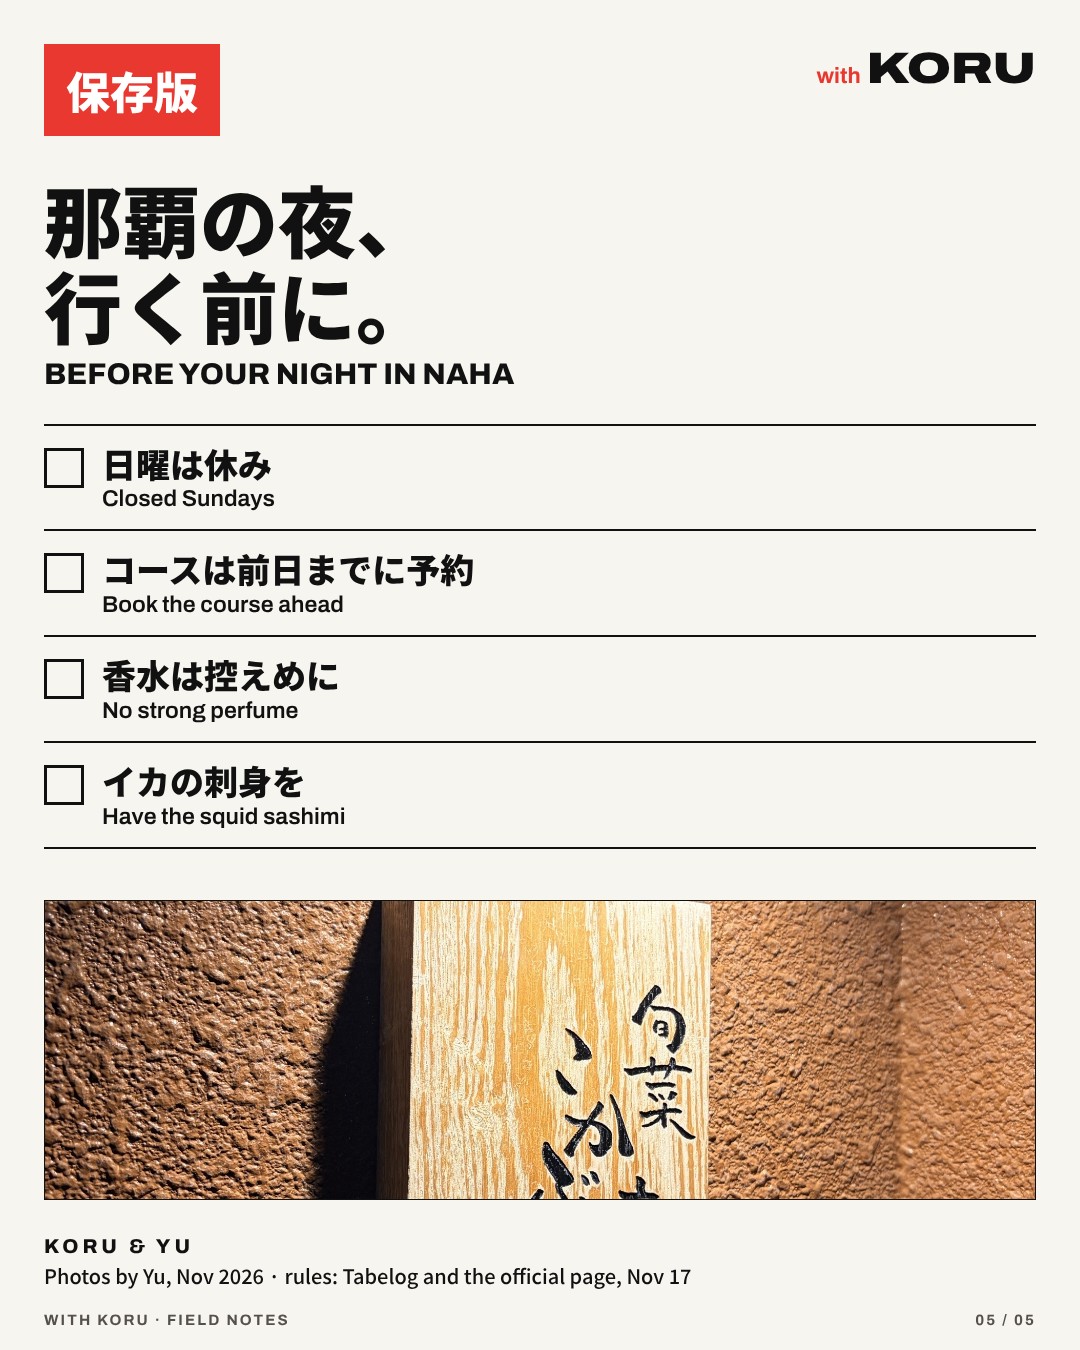 保存版
with KORU
那覇の夜、
行く前に。
BEFORE YOUR NIGHT IN NAHA
日曜は休み
Closed Sundays
コースは前日までに予約
Book the course ahead
香水は控えめに
No strong perfume
イカの刺身を
Have the squid sashimi
旬菜
こか
KORU & YU
Photos by Yu, Nov 2026 · rules: Tabelog and the official page, Nov 17
WITH KORU · FIELD NOTES
05 / 05